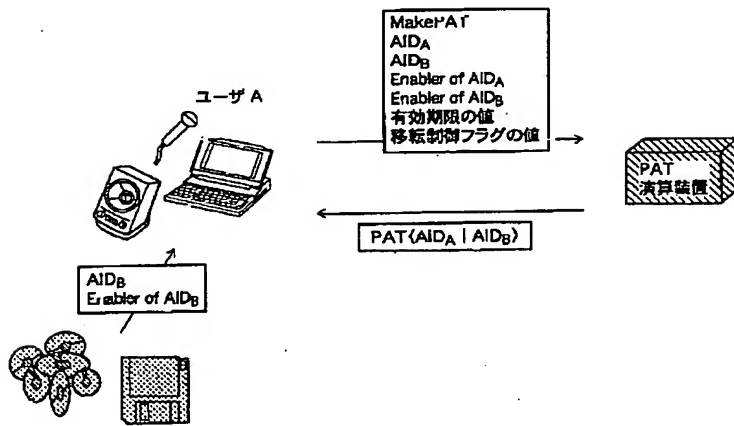 MakePAT
AIDA
AIDB
Enabler of AIDA
Enabler of AIDB
有効期限の値
移転制御フラグの値
ユーザ A
PAT
演算装置
PAT(AIDA | AIDB)
AIDB
Enabler of AIDB